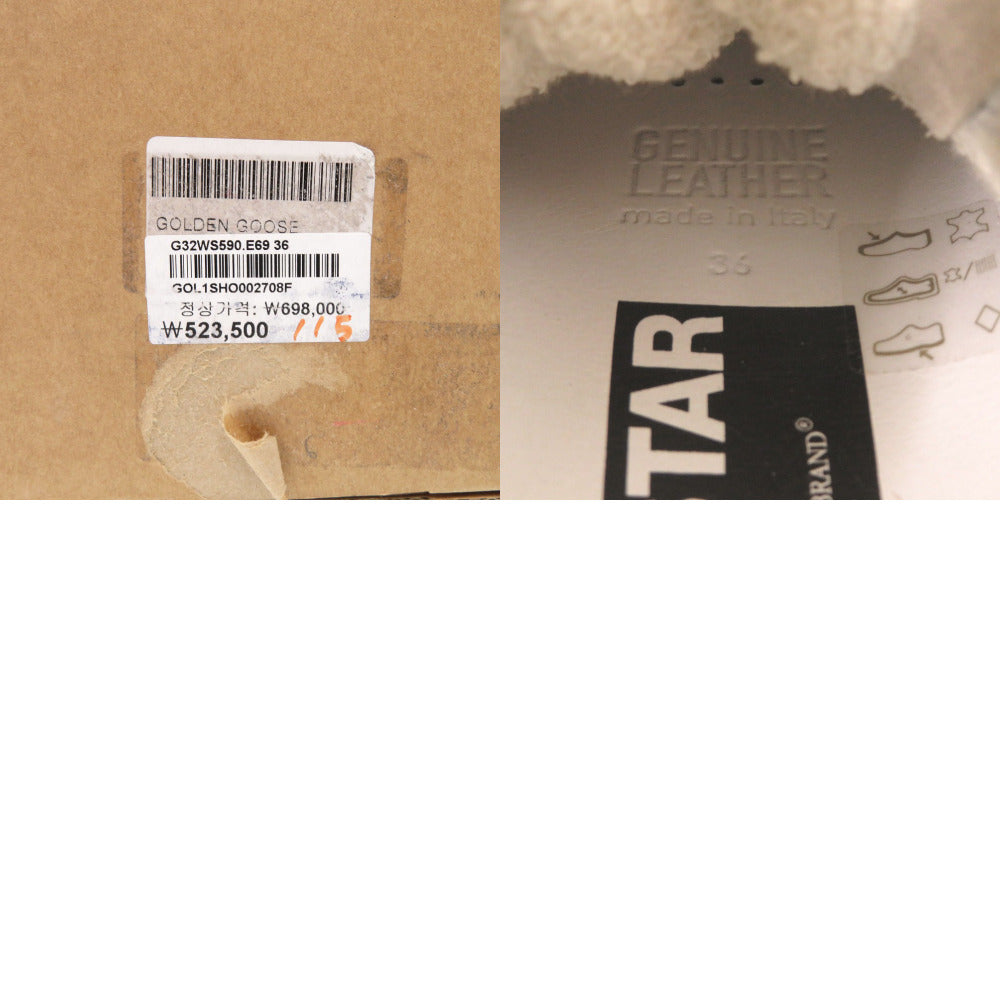 GOLDEN GOOSE
G32WS590.E69 36
GOL1SHO002708F
정상가격: ₩698,000
₩523,500 115
GENUINE
LEATHER
made in Italy
36
STAR
BRAND®